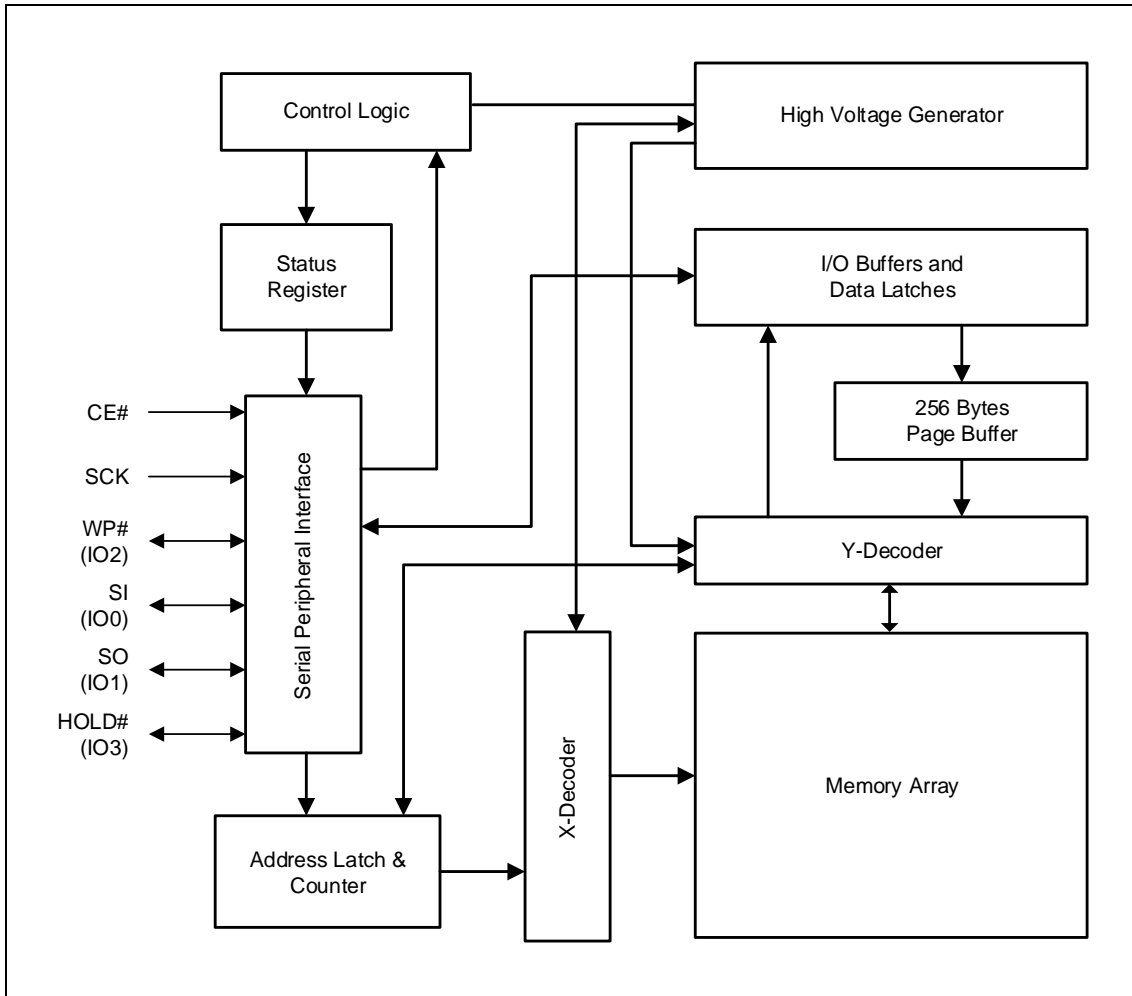 Control Logic
High Voltage Generator
Status
Register
I/O Buffers and
Data Latches
256 Bytes
Page Buffer
CE#
SCK
WP#
(IO2)
SI
(IO0)
SO
(IO1)
HOLD#
(IO3)
Serial Peripheral Interface
Y-Decoder
X-Decoder
Memory Array
Address Latch &
Counter